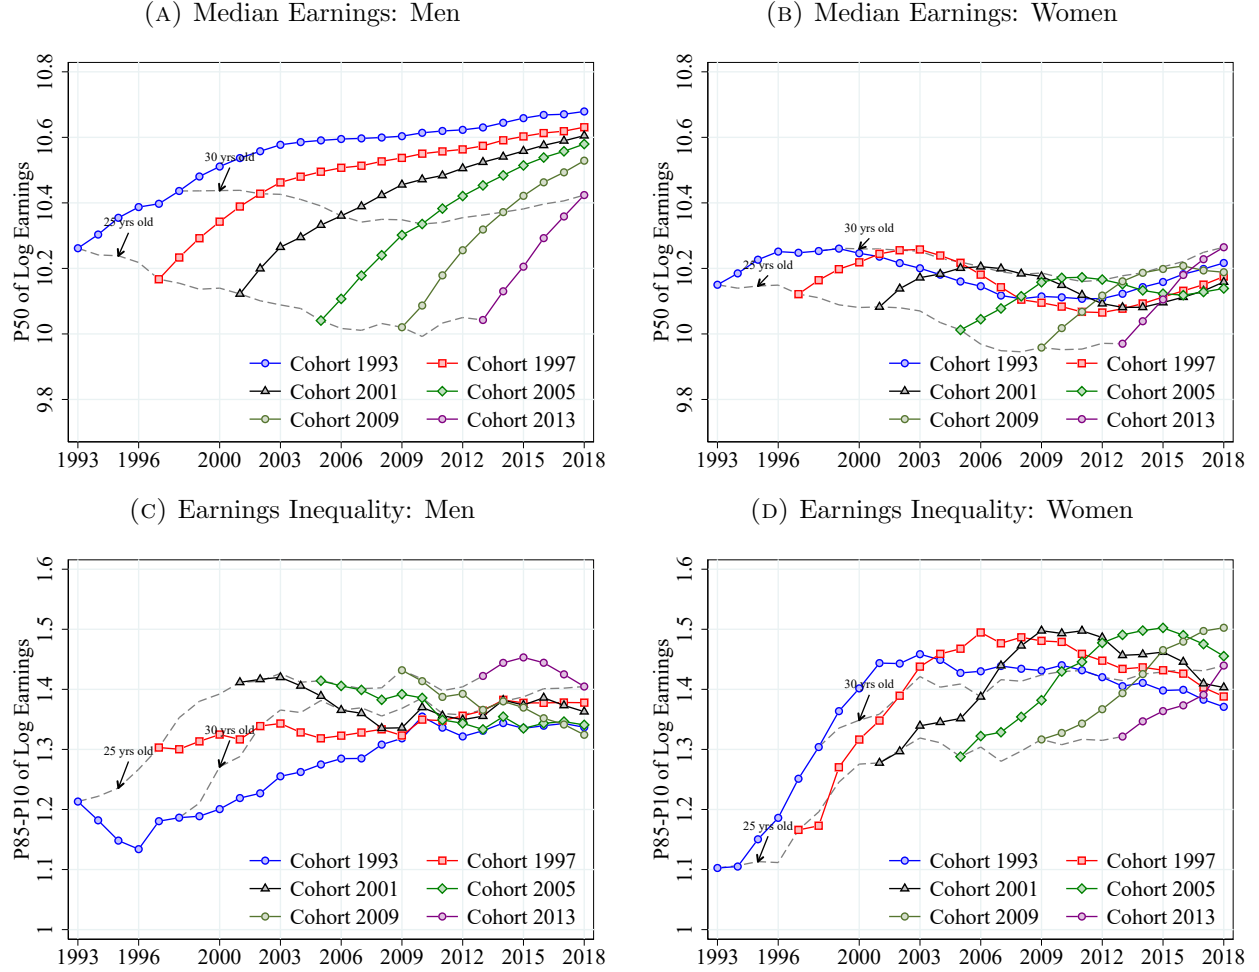 (A) Median Earnings: Men
P50 of Log Earnings
10.8
10.6
10.4
10.2
10
9.8
30 yrs old
25 yrs old
Cohort 1993
Cohort 1997
Cohort 2001
Cohort 2005
Cohort 2009
Cohort 2013
1993 1996 2000 2003 2006 2009 2012 2015 2018
(B) Median Earnings: Women
P50 of Log Earnings
10.8
10.6
10.4
10.2
10
9.8
30 yrs old
25 yrs old
Cohort 1993
Cohort 1997
Cohort 2001
Cohort 2005
Cohort 2009
Cohort 2013
1993 1996 2000 2003 2006 2009 2012 2015 2018
(C) Earnings Inequality: Men
P85-P10 of Log Earnings
1.6
1.5
1.4
1.3
1.2
1.1
1
25 yrs old
30 yrs old
Cohort 1993
Cohort 1997
Cohort 2001
Cohort 2005
Cohort 2009
Cohort 2013
1993 1996 2000 2003 2006 2009 2012 2015 2018
(D) Earnings Inequality: Women
P85-P10 of Log Earnings
1.6
1.5
1.4
1.3
1.2
1.1
1
30 yrs old
25 yrs old
Cohort 1993
Cohort 1997
Cohort 2001
Cohort 2005
Cohort 2009
Cohort 2013
1993 1996 2000 2003 2006 2009 2012 2015 2018